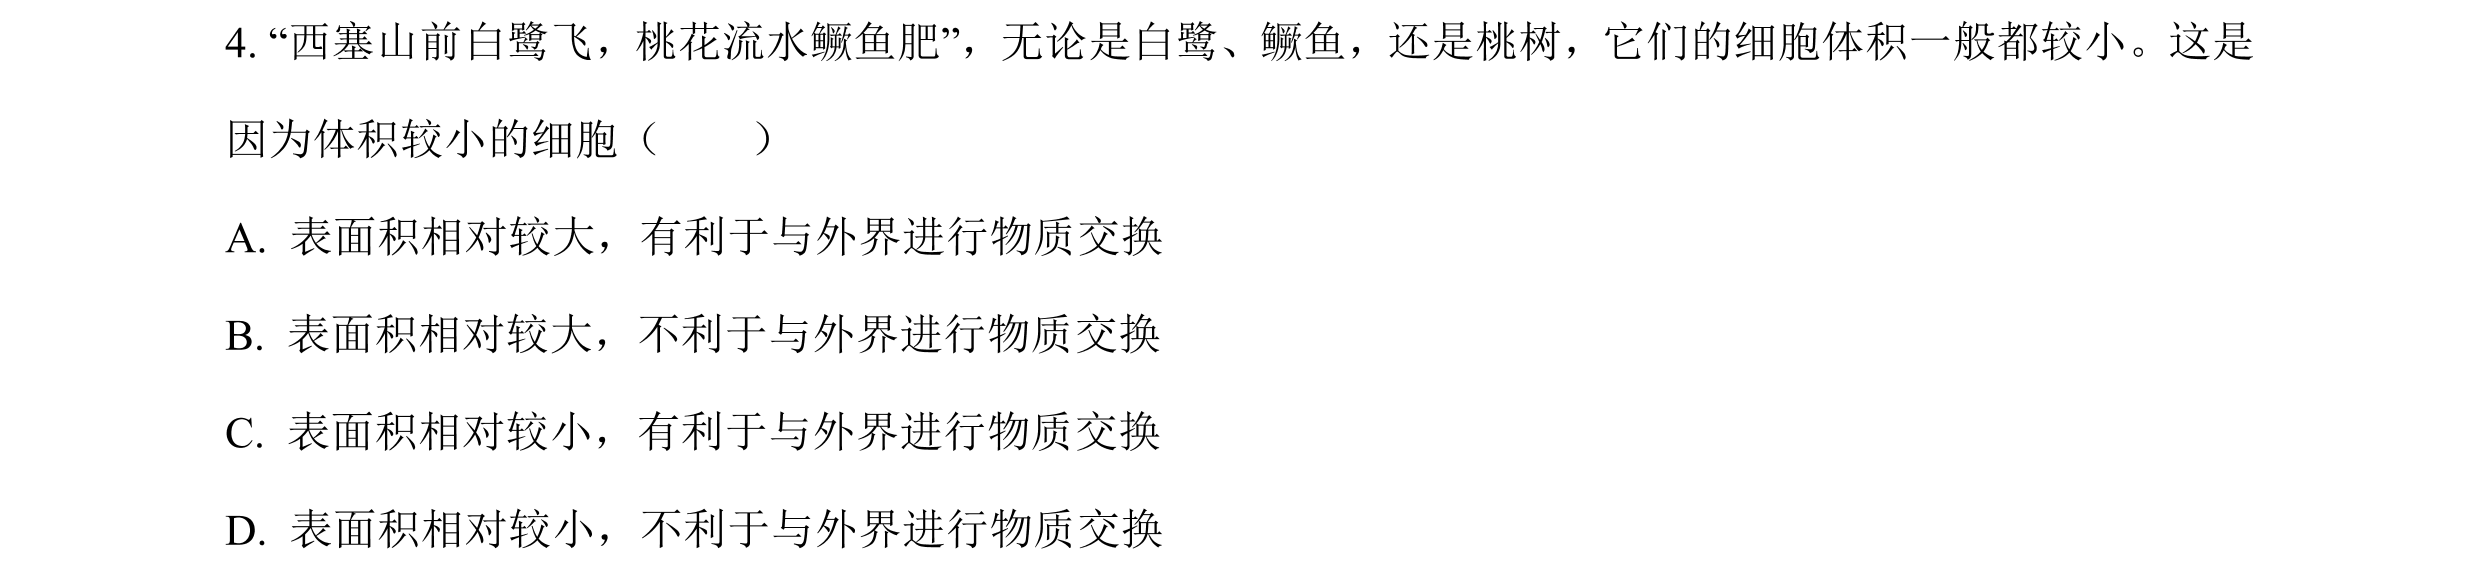 4. “西塞山前白鹭飞，桃花流水鳜鱼肥”，无论是白鹭、鳜鱼，还是桃树，它们的细胞体积一般都较小。这是
因为体积较小的细胞（　　）
A. 表面积相对较大，有利于与外界进行物质交换
B. 表面积相对较大，不利于与外界进行物质交换
C. 表面积相对较小，有利于与外界进行物质交换
D. 表面积相对较小，不利于与外界进行物质交换